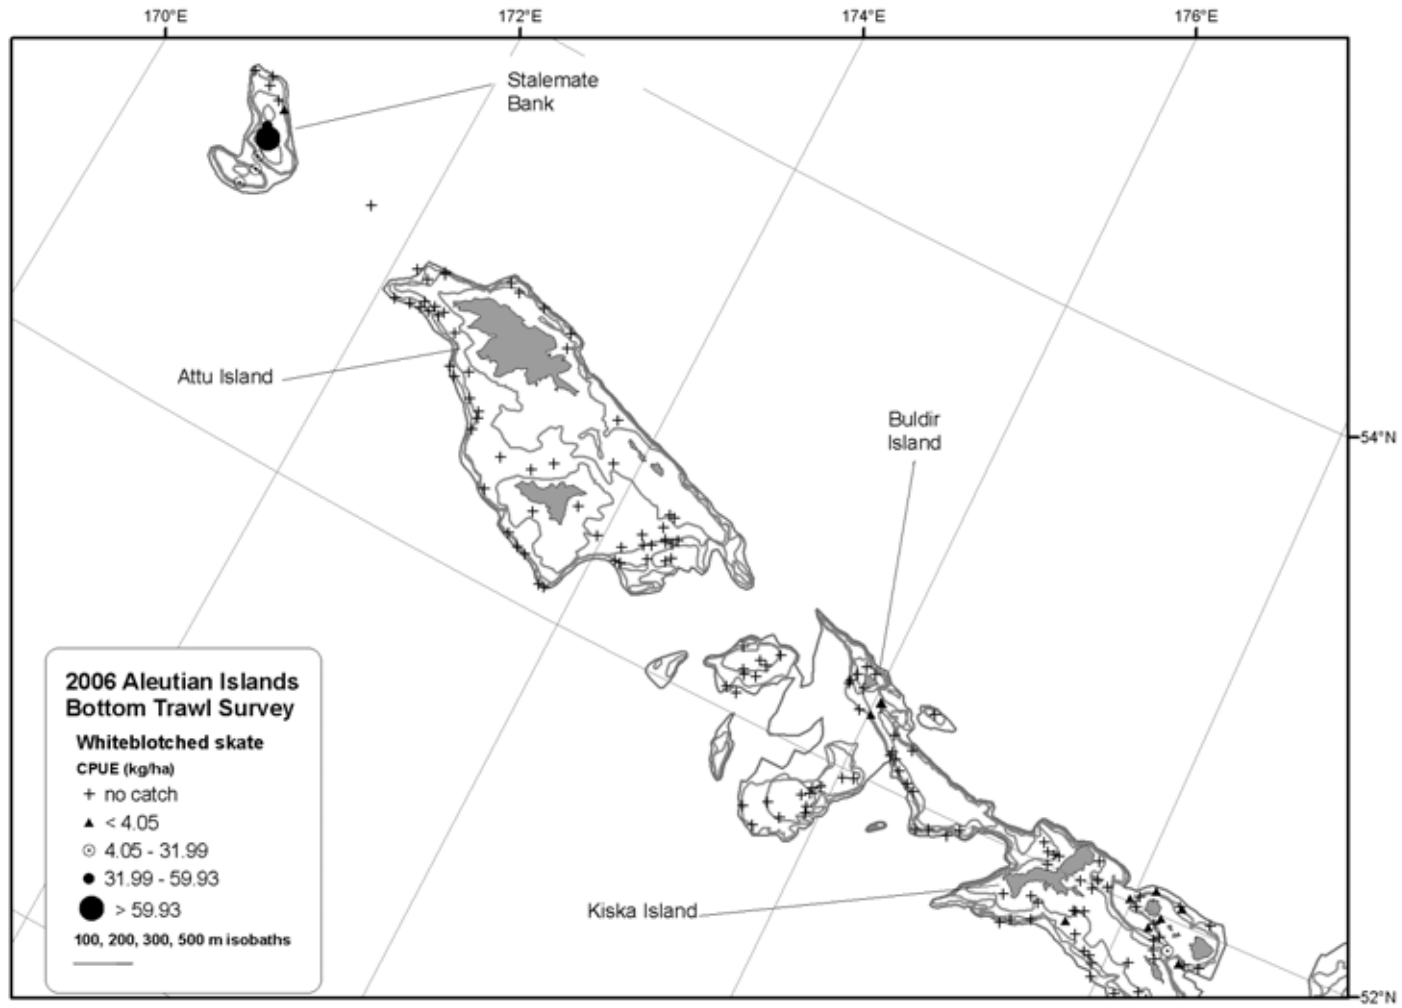 170°E
172°E
174°E
176°E
Stalemate
Bank
Attu Island
Buldir
Island
54°N
2006 Aleutian Islands
Bottom Trawl Survey
Whiteblotched skate
CPUE (kg/ha)
no catch
< 4.05
4.05 - 31.99
31.99 - 59.93
> 59.93
100, 200, 300, 500 m isobaths
Kiska Island
52°N